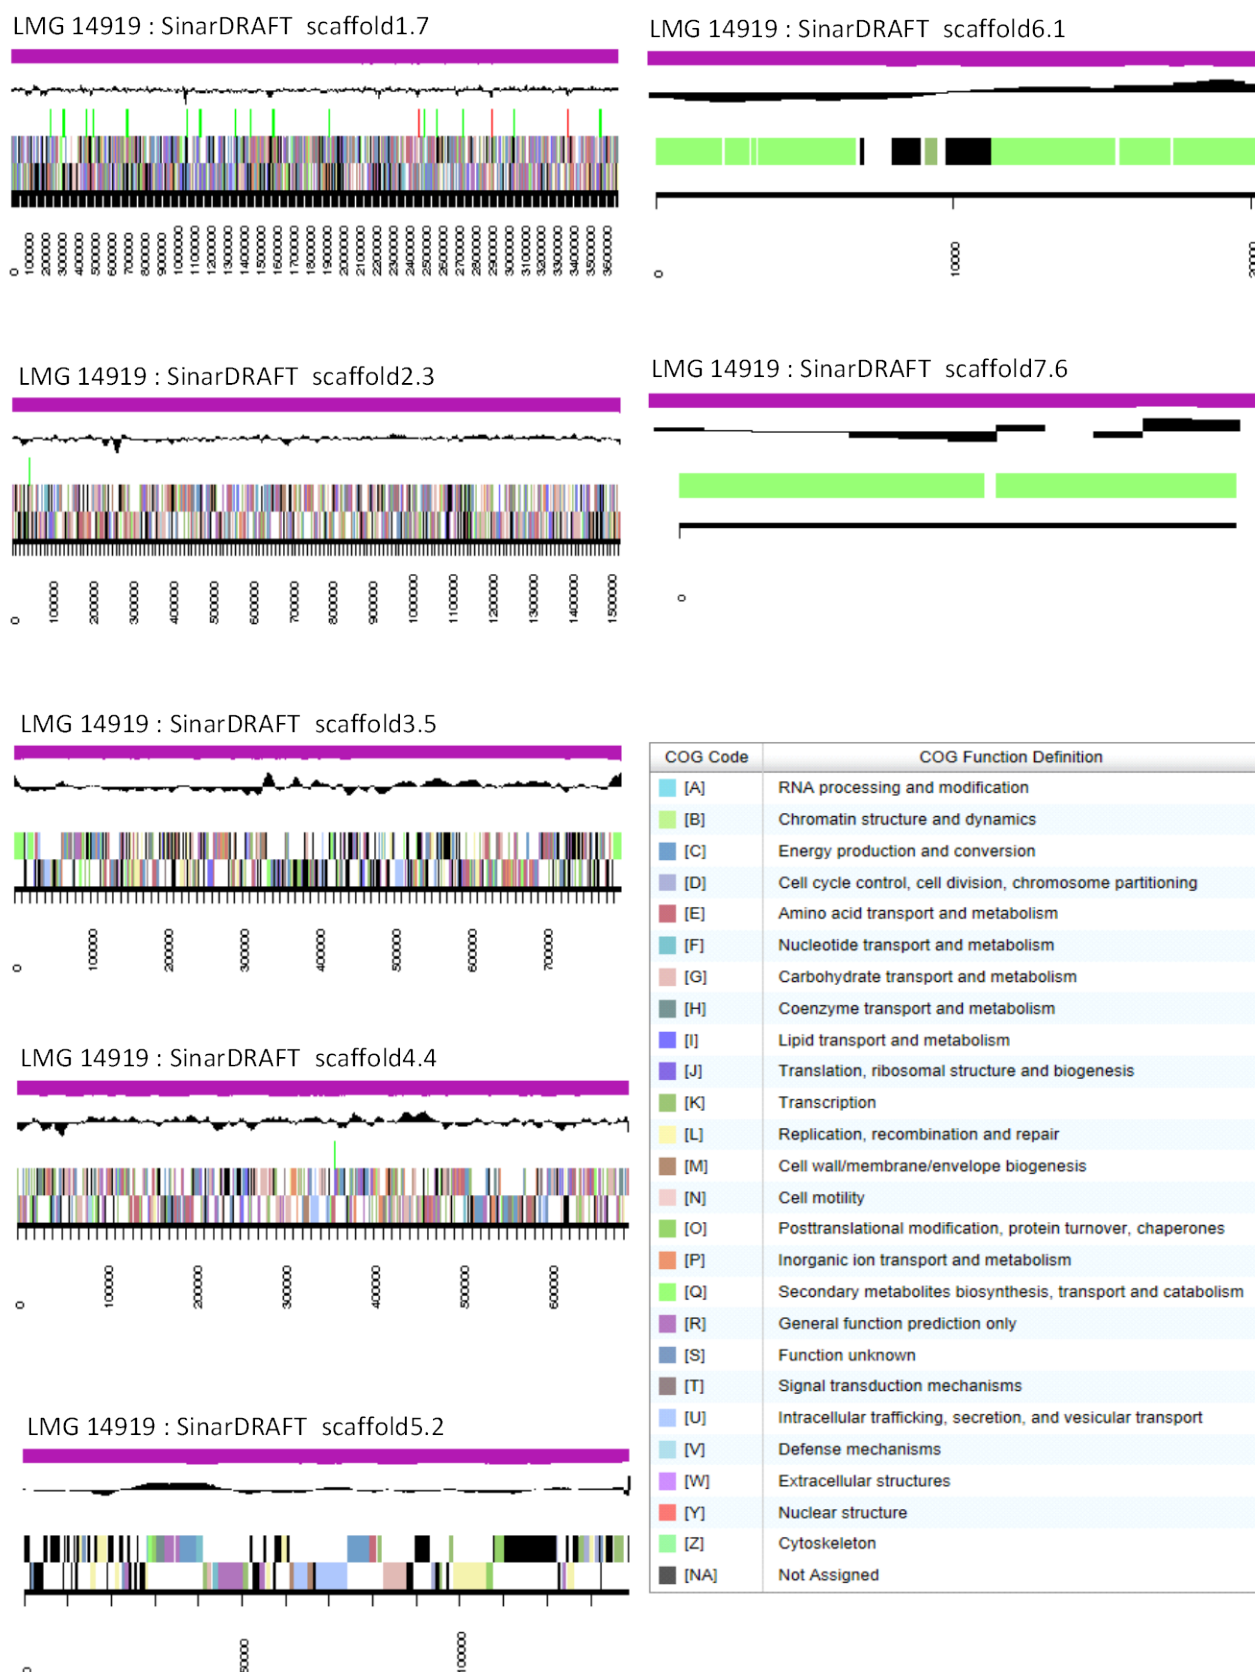 LMG 14919 : SinarDRAFT scaffold1.7
0 100000 200000 300000 400000 500000 600000 700000 800000 900000 1000000 1100000 1200000 1300000 1400000 1500000 1600000 1700000 1800000 1900000 2000000 2100000 2200000 2300000 2400000 2500000 2600000 2700000 2800000 2900000 3000000 3100000 3200000 3300000 3400000 3500000 3600000
LMG 14919 : SinarDRAFT scaffold2.3
0 100000 200000 300000 400000 500000 600000 700000 800000 900000 1000000 1100000 1200000 1300000 1400000 1500000
LMG 14919 : SinarDRAFT scaffold3.5
0 100000 200000 300000 400000 500000 600000 700000
LMG 14919 : SinarDRAFT scaffold4.4
0 100000 200000 300000 400000 500000 600000
LMG 14919 : SinarDRAFT scaffold5.2
0 50000 100000
LMG 14919 : SinarDRAFT scaffold6.1
0 10000 20000
LMG 14919 : SinarDRAFT scaffold7.6
0
COG Code COG Function Definition
[A] RNA processing and modification
[B] Chromatin structure and dynamics
[C] Energy production and conversion
[D] Cell cycle control, cell division, chromosome partitioning
[E] Amino acid transport and metabolism
[F] Nucleotide transport and metabolism
[G] Carbohydrate transport and metabolism
[H] Coenzyme transport and metabolism
[I] Lipid transport and metabolism
[J] Translation, ribosomal structure and biogenesis
[K] Transcription
[L] Replication, recombination and repair
[M] Cell wall/membrane/envelope biogenesis
[N] Cell motility
[O] Posttranslational modification, protein turnover, chaperones
[P] Inorganic ion transport and metabolism
[Q] Secondary metabolites biosynthesis, transport and catabolism
[R] General function prediction only
[S] Function unknown
[T] Signal transduction mechanisms
[U] Intracellular trafficking, secretion, and vesicular transport
[V] Defense mechanisms
[W] Extracellular structures
[Y] Nuclear structure
[Z] Cytoskeleton
[NA] Not Assigned